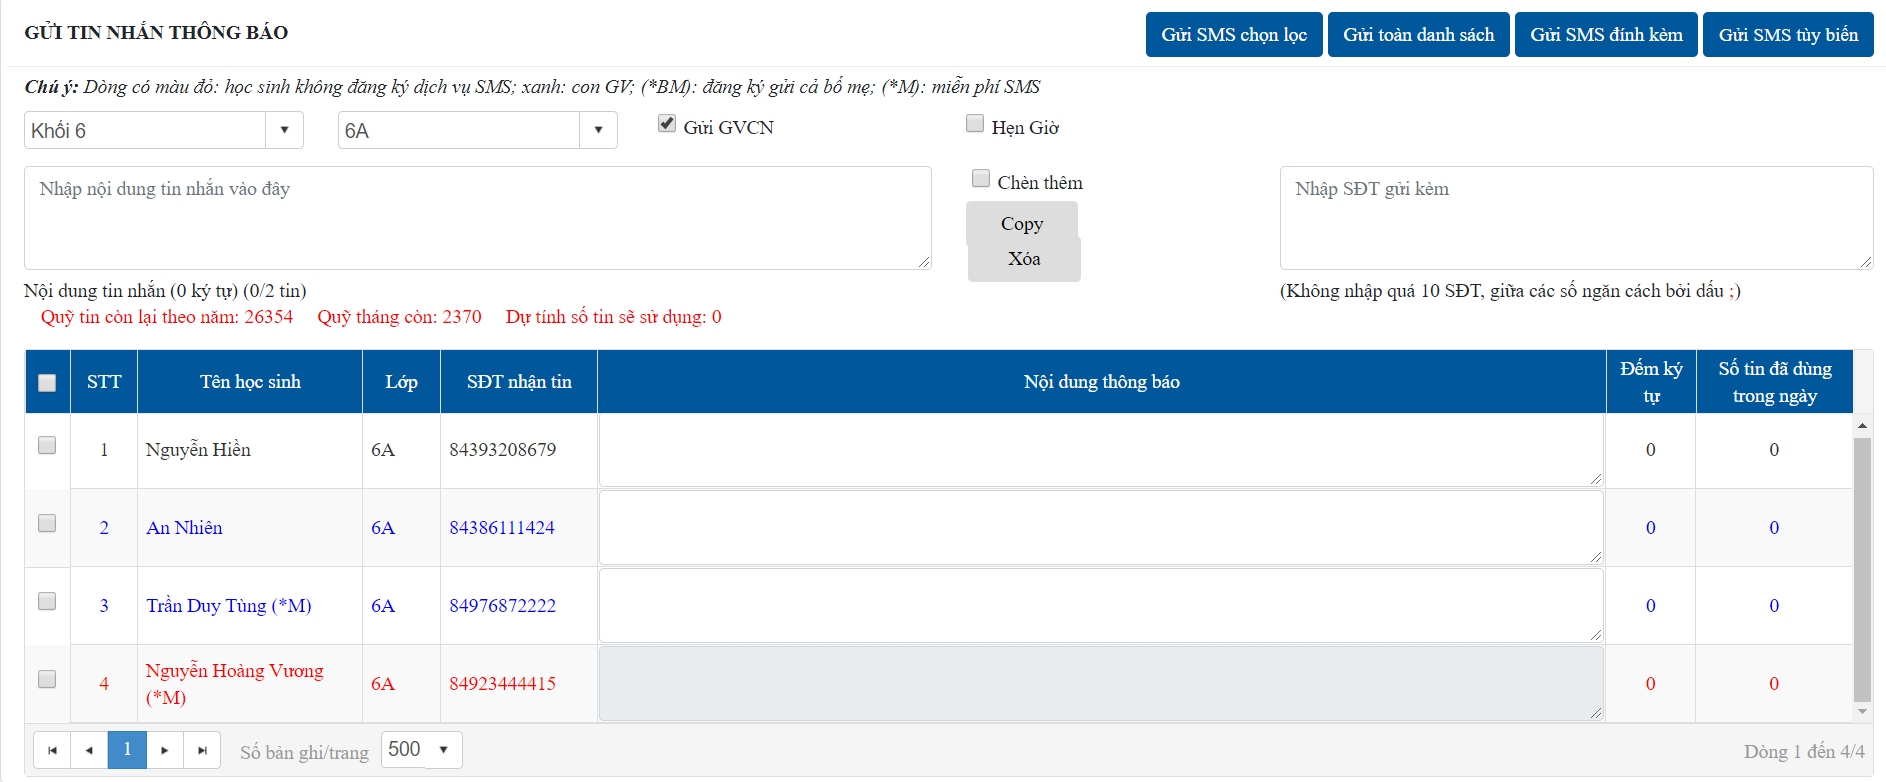 GỬI TIN NHẮN THÔNG BÁO
Gửi SMS chọn lọc
Gửi toàn danh sách
Gửi SMS đính kèm
Gửi SMS tùy biến
Chú ý: Dòng có màu đỏ: học sinh không đăng ký dịch vụ SMS; xanh: con GV; (*BM): đăng ký gửi cả bố mẹ; (*M): miễn phí SMS
Khối 6
6A
Gửi GVCN
Hẹn Giờ
Nhập nội dung tin nhắn vào đây
Chèn thêm
Copy
Xóa
Nhập SĐT gửi kèm
Nội dung tin nhắn (0 ký tự) (0/2 tin)
(Không nhập quá 10 SĐT, giữa các số ngăn cách bởi dấu ;)
Quỹ tin còn lại theo năm: 26354 Quỹ tháng còn: 2370 Dự tính số tin sẽ sử dụng: 0
STT
Tên học sinh
Lớp
SĐT nhận tin
Nội dung thông báo
Đếm ký
tự
Số tin đã dùng
trong ngày
1 Nguyễn Hiền 6A 84393208679 0 0
2 An Nhiên 6A 84386111424 0 0
3 Trần Duy Tùng (*M) 6A 84976872222 0 0
Nguyễn Hoàng Vương
(*M)
4 6A 84923444415 0 0
1
Số bản ghi/trang
500
Dòng 1 đến 4/4